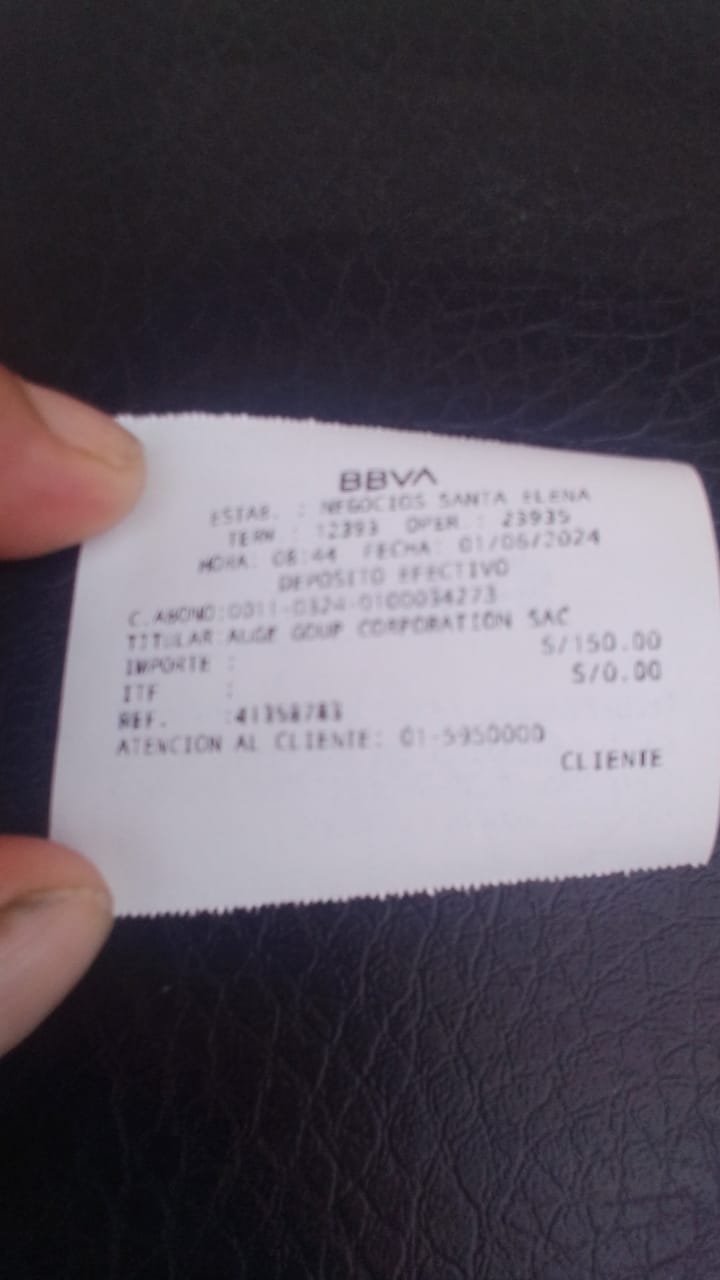 BBVA
ESTAB. : NEGOCIOS SANTA ELENA
TERM : 12393 OPER : 23935
HORA: 08:44 FECHA: 01/06/2024
DEPOSITO EFECTIVO
C.ABONO:0011-0324-0100034273
TITULAR:AUGE GOUP CORPORATION SAC
IMPORTE : S/150.00
ITF : S/0.00
REF. :41358783
ATENCION AL CLIENTE: 01-5950000
CLIENTE